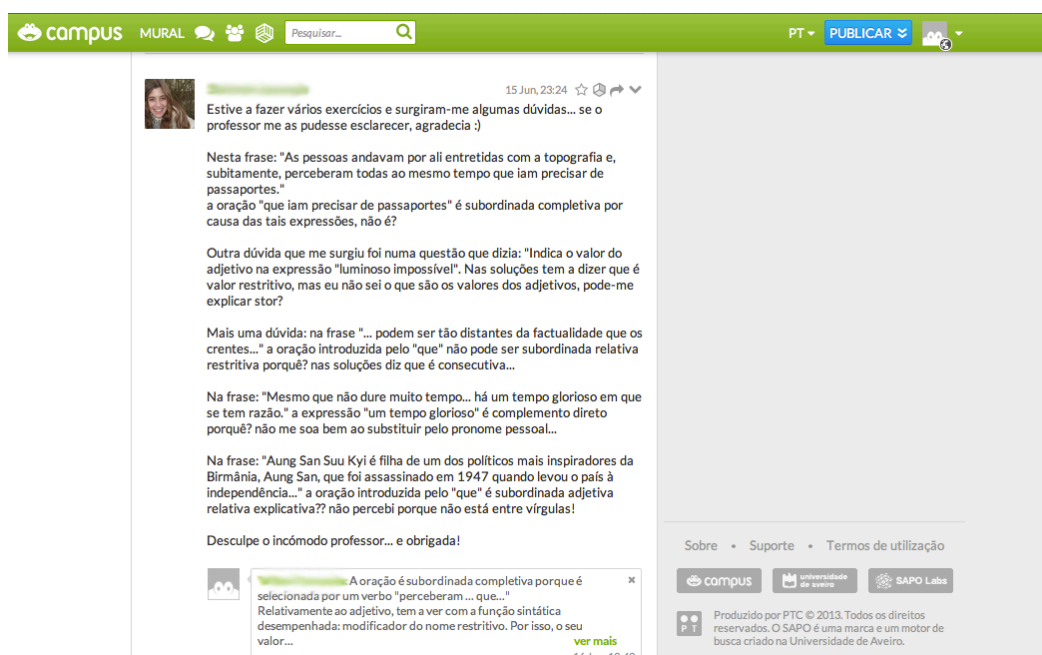 campus MURAL Pesquisar... PT PUBLICAR
15 Jun, 23:24
Estive a fazer vários exercícios e surgiram-me algumas dúvidas... se o
professor me as pudesse esclarecer, agradecia :)
Nesta frase: "As pessoas andavam por ali entretidas com a topografia e,
subitamente, perceberam todas ao mesmo tempo que iam precisar de
passaportes."
a oração "que iam precisar de passaportes" é subordinada completiva por
causa das tais expressões, não é?
Outra dúvida que me surgiu foi numa questão que dizia: "Indica o valor do
adjetivo na expressão "luminoso impossível". Nas soluções tem a dizer que é
valor restritivo, mas eu não sei o que são os valores dos adjetivos, pode-me
explicar stor?
Mais uma dúvida: na frase "... podem ser tão distantes da factualidade que os
crentes..." a oração introduzida pelo "que" não pode ser subordinada relativa
restritiva porquê? nas soluções diz que é consecutiva...
Na frase: "Mesmo que não dure muito tempo... há um tempo glorioso em que
se tem razão." a expressão "um tempo glorioso" é complemento direto
porquê? não me soa bem ao substituir pelo pronome pessoal...
Na frase: "Aung San Suu Kyi é filha de um dos políticos mais inspiradores da
Birmânia, Aung San, que foi assassinado em 1947 quando levou o país à
independência..." a oração introduzida pelo "que" é subordinada adjetiva
relativa explicativa?? não percebi porque não está entre vírgulas!
Desculpe o incómodo professor... e obrigada!
A oração é subordinada completiva porque é
selecionada por um verbo "perceberam ... que..."
Relativamente ao adjetivo, tem a ver com a função sintática
desempenhada: modificador do nome restritivo. Por isso, o seu
valor... ver mais
Sobre • Suporte • Termos de utilização
campus universidade de aveiro SAPO Labs
PT
Produzido por PTC © 2013. Todos os direitos
reservados. O SAPO é uma marca e um motor de
busca criado na Universidade de Aveiro.